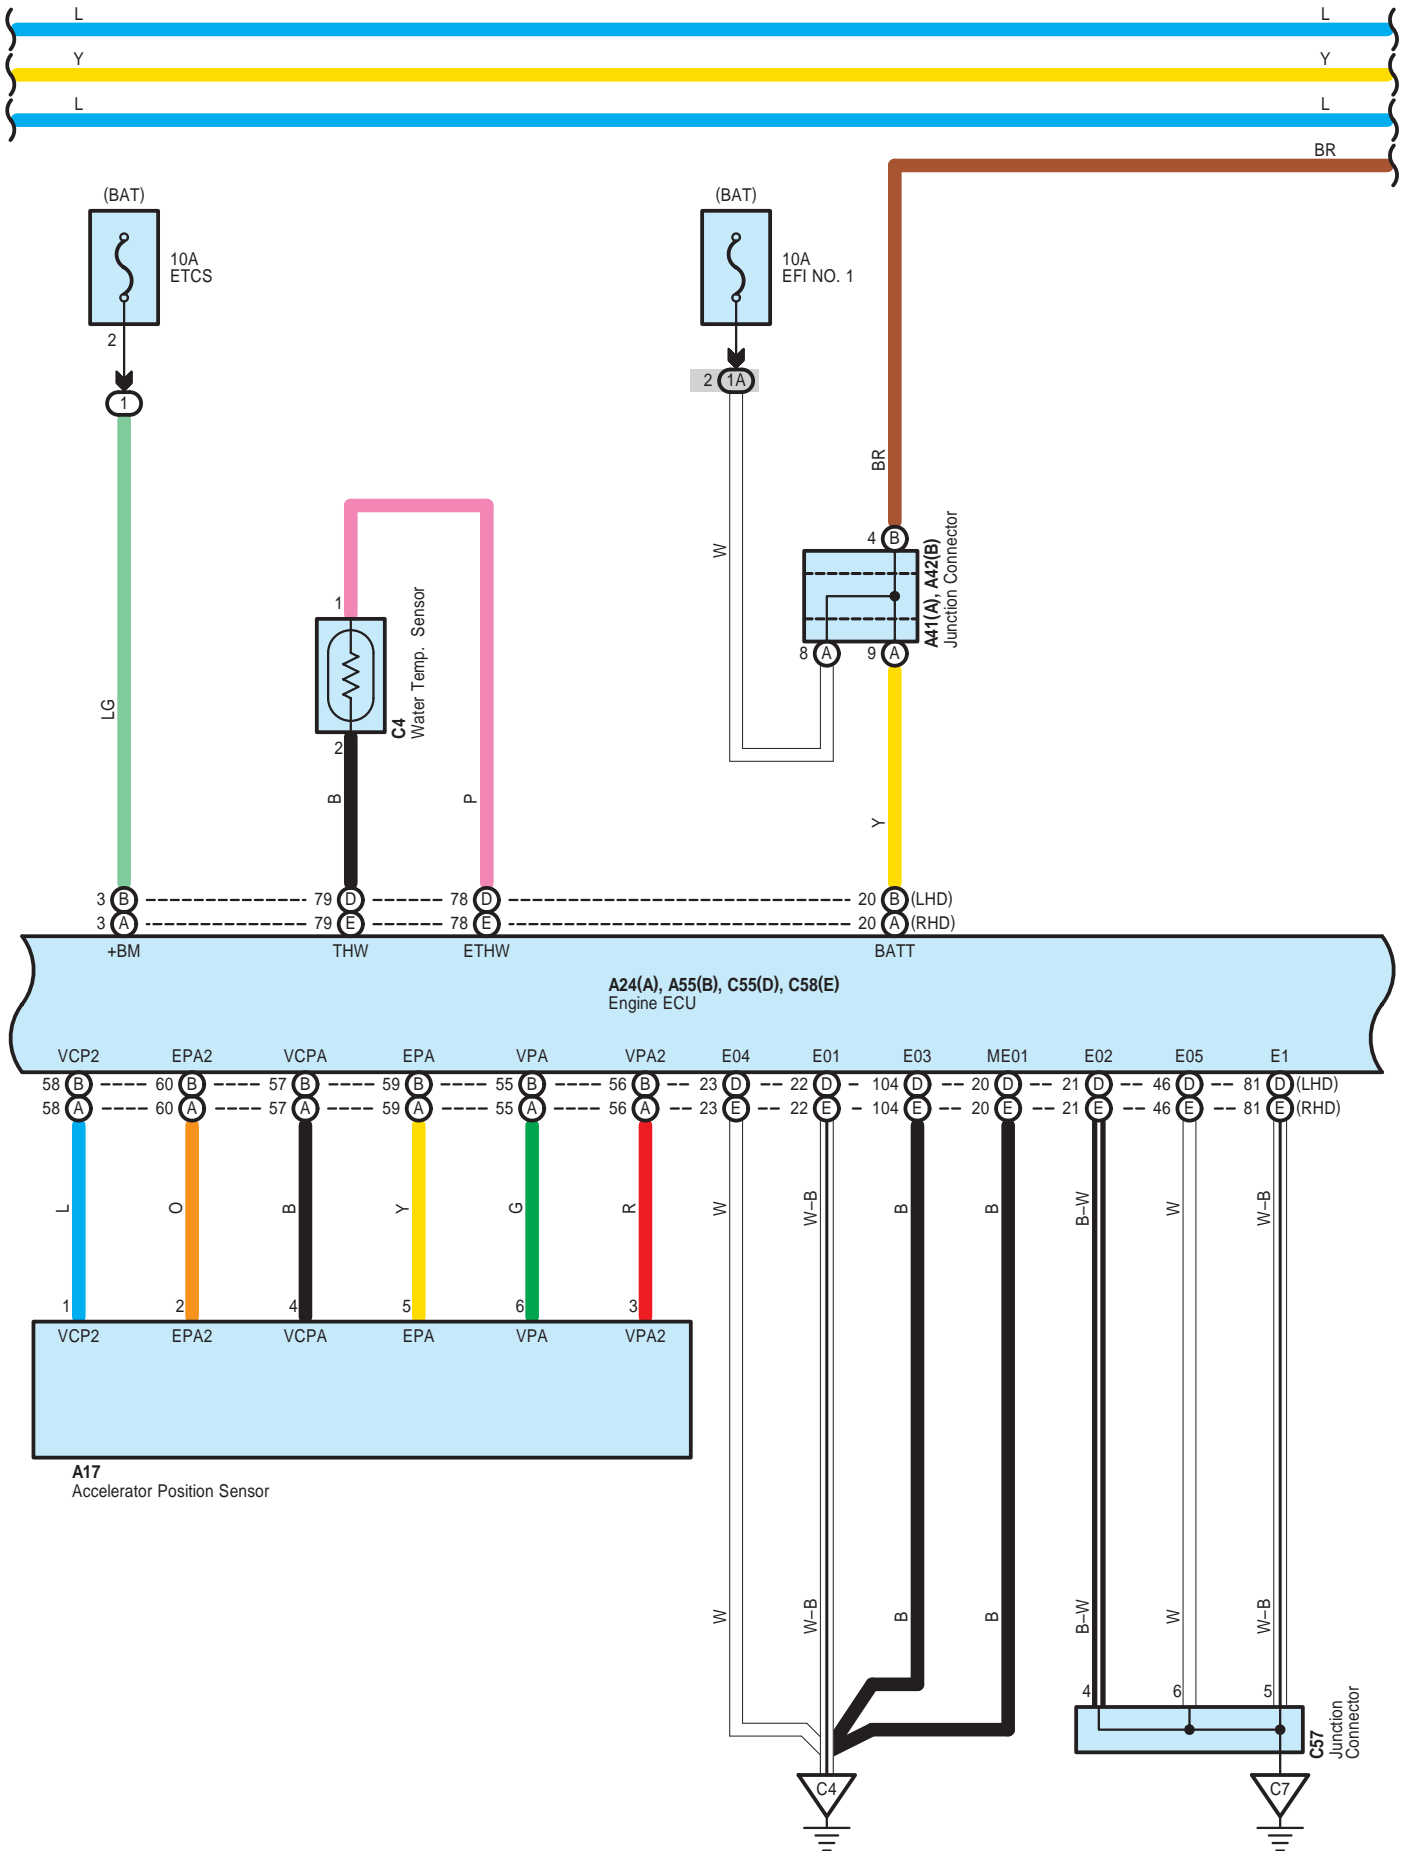 L L
Y Y
L L
BR
(BAT) (BAT)
10A
ETCS
10A
EFI NO. 1
2
2 1A
1
BR
W
4 B
A41(A), A42(B)
Junction Connector
1
C4
Water Temp. Sensor
8 A 9 A
LG
2
B P Y
3 B 79 D 78 D 20 B (LHD)
3 A 79 E 78 E 20 A (RHD)
+BM THW ETHW BATT
A24(A), A55(B), C55(D), C58(E)
Engine ECU
VCP2 EPA2 VCPA EPA VPA VPA2 E04 E01 E03 ME01 E02 E05 E1
58 B 60 B 57 B 59 B 55 B 56 B 23 D 22 D 104 D 20 D 21 D 46 D 81 D (LHD)
58 A 60 A 57 A 59 A 55 A 56 A 23 E 22 E 104 E 20 E 21 E 46 E 81 E (RHD)
L O B Y G R W W–B B B B–W W W–B
1 2 4 5 6 3
VCP2 EPA2 VCPA EPA VPA VPA2
A17
Accelerator Position Sensor
W W–B B B B–W W W–B
4 6 5
C57
Junction
Connector
C4 C7